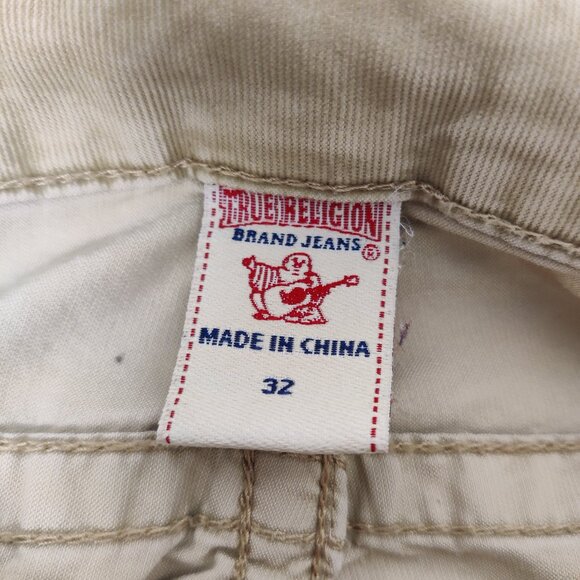 TRUE RELIGION
BRAND JEANS ®
MADE IN CHINA
32